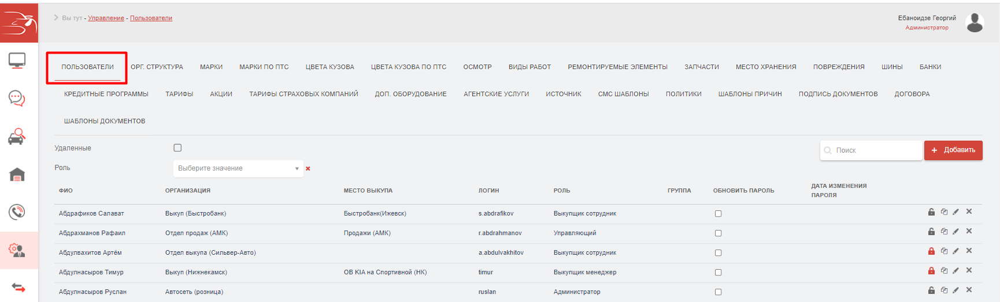 Вы тут - Управление - Пользователи
Ебаноидзе Георгий
Администратор
ПОЛЬЗОВАТЕЛИ ОРГ. СТРУКТУРА МАРКИ МАРКИ ПО ПТС ЦВЕТА КУЗОВА ЦВЕТА КУЗОВА ПО ПТС ОСМОТР ВИДЫ РАБОТ РЕМОНТИРУЕМЫЕ ЭЛЕМЕНТЫ ЗАПЧАСТИ МЕСТО ХРАНЕНИЯ ПОВРЕЖДЕНИЯ ШИНЫ БАНКИ
КРЕДИТНЫЕ ПРОГРАММЫ ТАРИФЫ АКЦИИ ТАРИФЫ СТРАХОВЫХ КОМПАНИЙ ДОП. ОБОРУДОВАНИЕ АГЕНТСКИЕ УСЛУГИ ИСТОЧНИК СМС ШАБЛОНЫ ПОЛИТИКИ ШАБЛОНЫ ПРИЧИН ПОДПИСЬ ДОКУМЕНТОВ ДОГОВОРА
ШАБЛОНЫ ДОКУМЕНТОВ
Удаленные Поиск + Добавить
Роль Выберите значение
ФИО ОРГАНИЗАЦИЯ МЕСТО ВЫКУПА ЛОГИН РОЛЬ ГРУППА ОБНОВИТЬ ПАРОЛЬ ДАТА ИЗМЕНЕНИЯ
ПАРОЛЯ
Абдрафиков Салават Выкуп (Быстробанк) Быстробанк(Ижевск) s.abdrafikov Выкупщик сотрудник
Абдрахманов Рафаил Отдел продаж (АМК) Продажи (АМК) r.abdrahmanov Управляющий
Абдулвахитов Артём Отдел выкупа (Сильвер-Авто) a.abdulvakhitov Выкупщик сотрудник
Абдулнасыров Тимур Выкуп (Нижнекамск) ОВ KIA на Спортивной (НК) timur Выкупщик менеджер
Абдулнасыров Руслан Автосеть (розница) ruslan Администратор